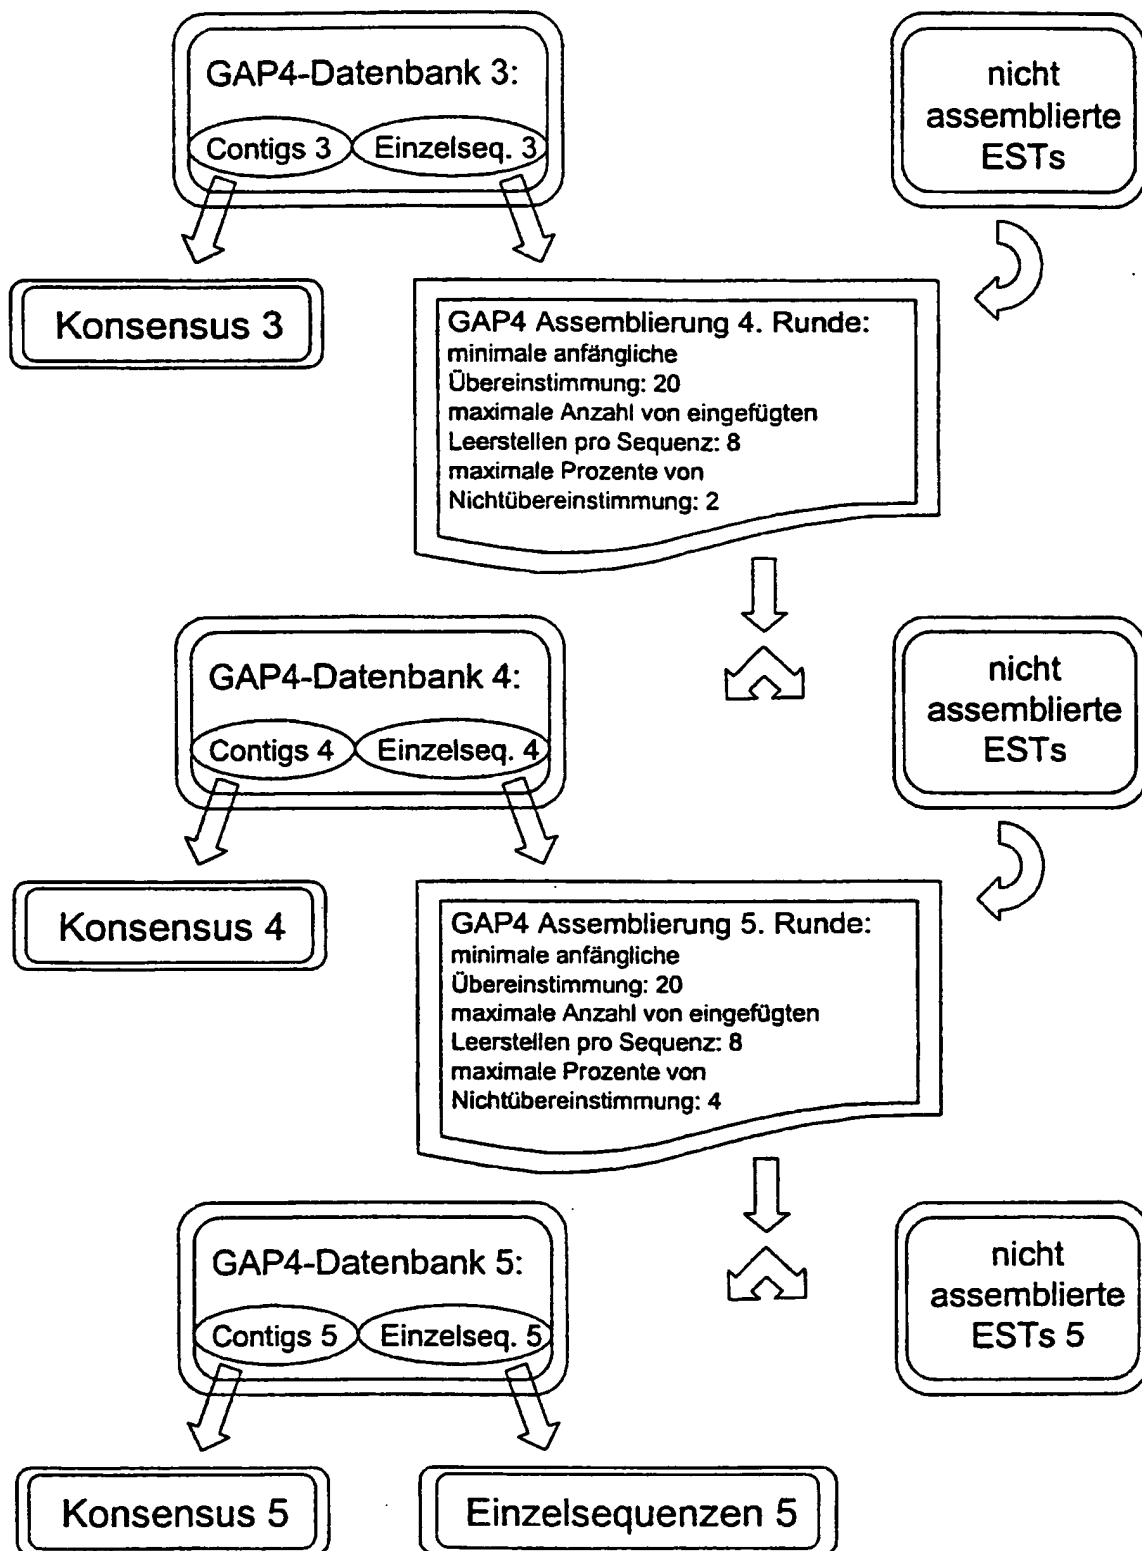 GAP4-Datenbank 3:
Contigs 3
Einzelseq. 3
nicht
assemblierte
ESTs
Konsensus 3
GAP4 Assemblierung 4. Runde:
minimale anfängliche
Übereinstimmung: 20
maximale Anzahl von eingefügten
Leerstellen pro Sequenz: 8
maximale Prozente von
Nichtübereinstimmung: 2
GAP4-Datenbank 4:
Contigs 4
Einzelseq. 4
nicht
assemblierte
ESTs
Konsensus 4
GAP4 Assemblierung 5. Runde:
minimale anfängliche
Übereinstimmung: 20
maximale Anzahl von eingefügten
Leerstellen pro Sequenz: 8
maximale Prozente von
Nichtübereinstimmung: 4
GAP4-Datenbank 5:
Contigs 5
Einzelseq. 5
nicht
assemblierte
ESTs 5
Konsensus 5
Einzelsequenzen 5